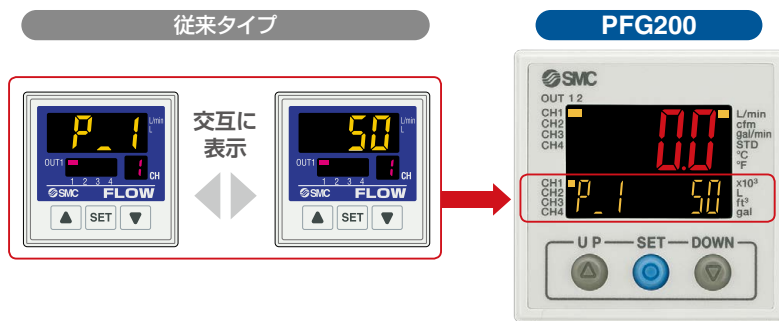 従来タイプ
PFG200
P_1
L/min
L
OUT1
1
CH
1 2 3 4
SMC FLOW
SET
交互に
表示
50
L/min
L
OUT1
1
CH
1 2 3 4
SMC FLOW
SET
SMC
OUT 1 2
CH1
CH2
CH3
CH4
0.0
L/min
cfm
gal/min
STD
°C
°F
CH1
CH2
CH3
CH4
P_1 50
x10³
L
ft³
gal
UP SET DOWN